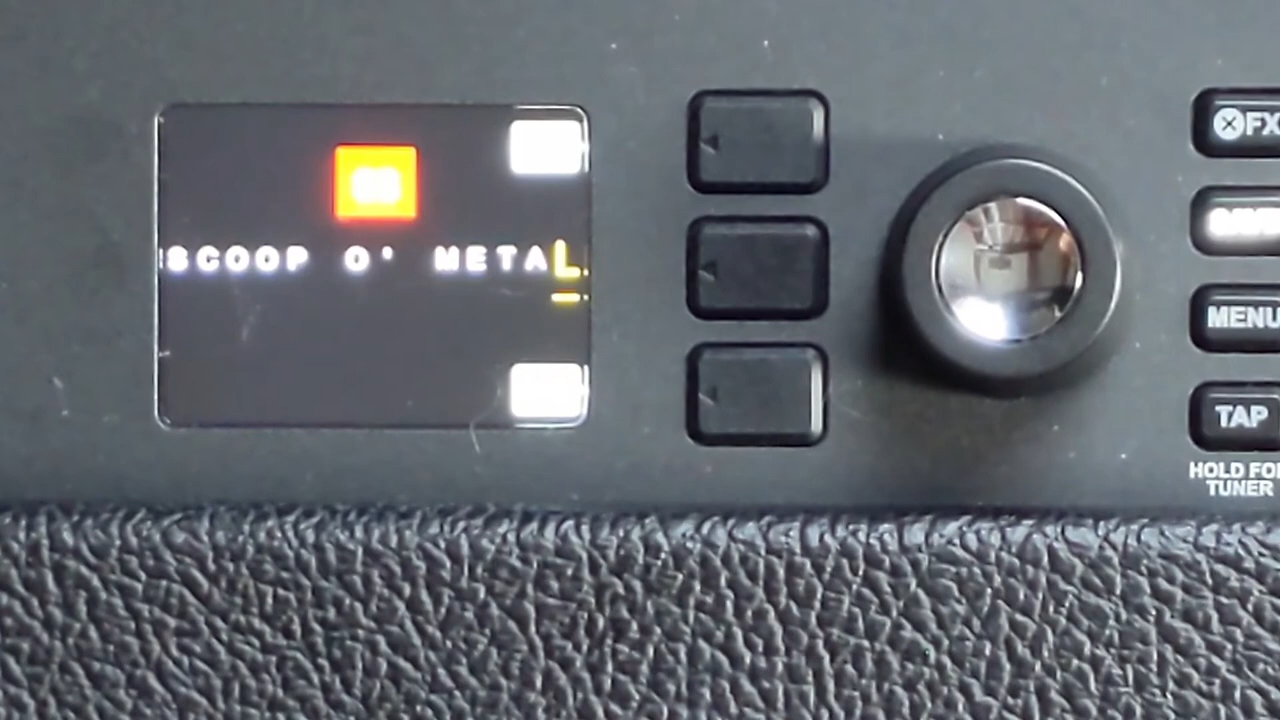 SCOOP O' METAL
FX
MENU
TAP
HOLD FOR
TUNER